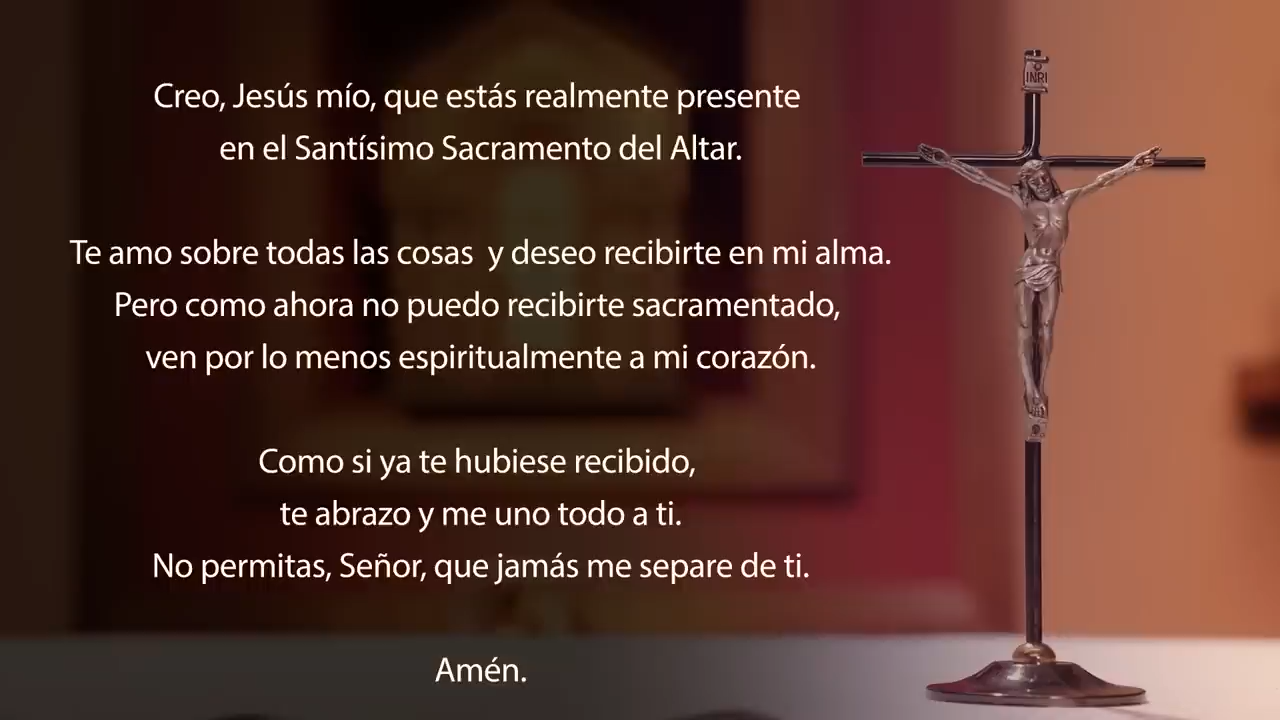 Creo, Jesús mío, que estás realmente presente
en el Santísimo Sacramento del Altar.
Te amo sobre todas las cosas y deseo recibirte en mi alma.
Pero como ahora no puedo recibirte sacramentado,
ven por lo menos espiritualmente a mi corazón.
Como si ya te hubiese recibido,
te abrazo y me uno todo a ti.
No permitas, Señor, que jamás me separe de ti.
Amén.
INRI